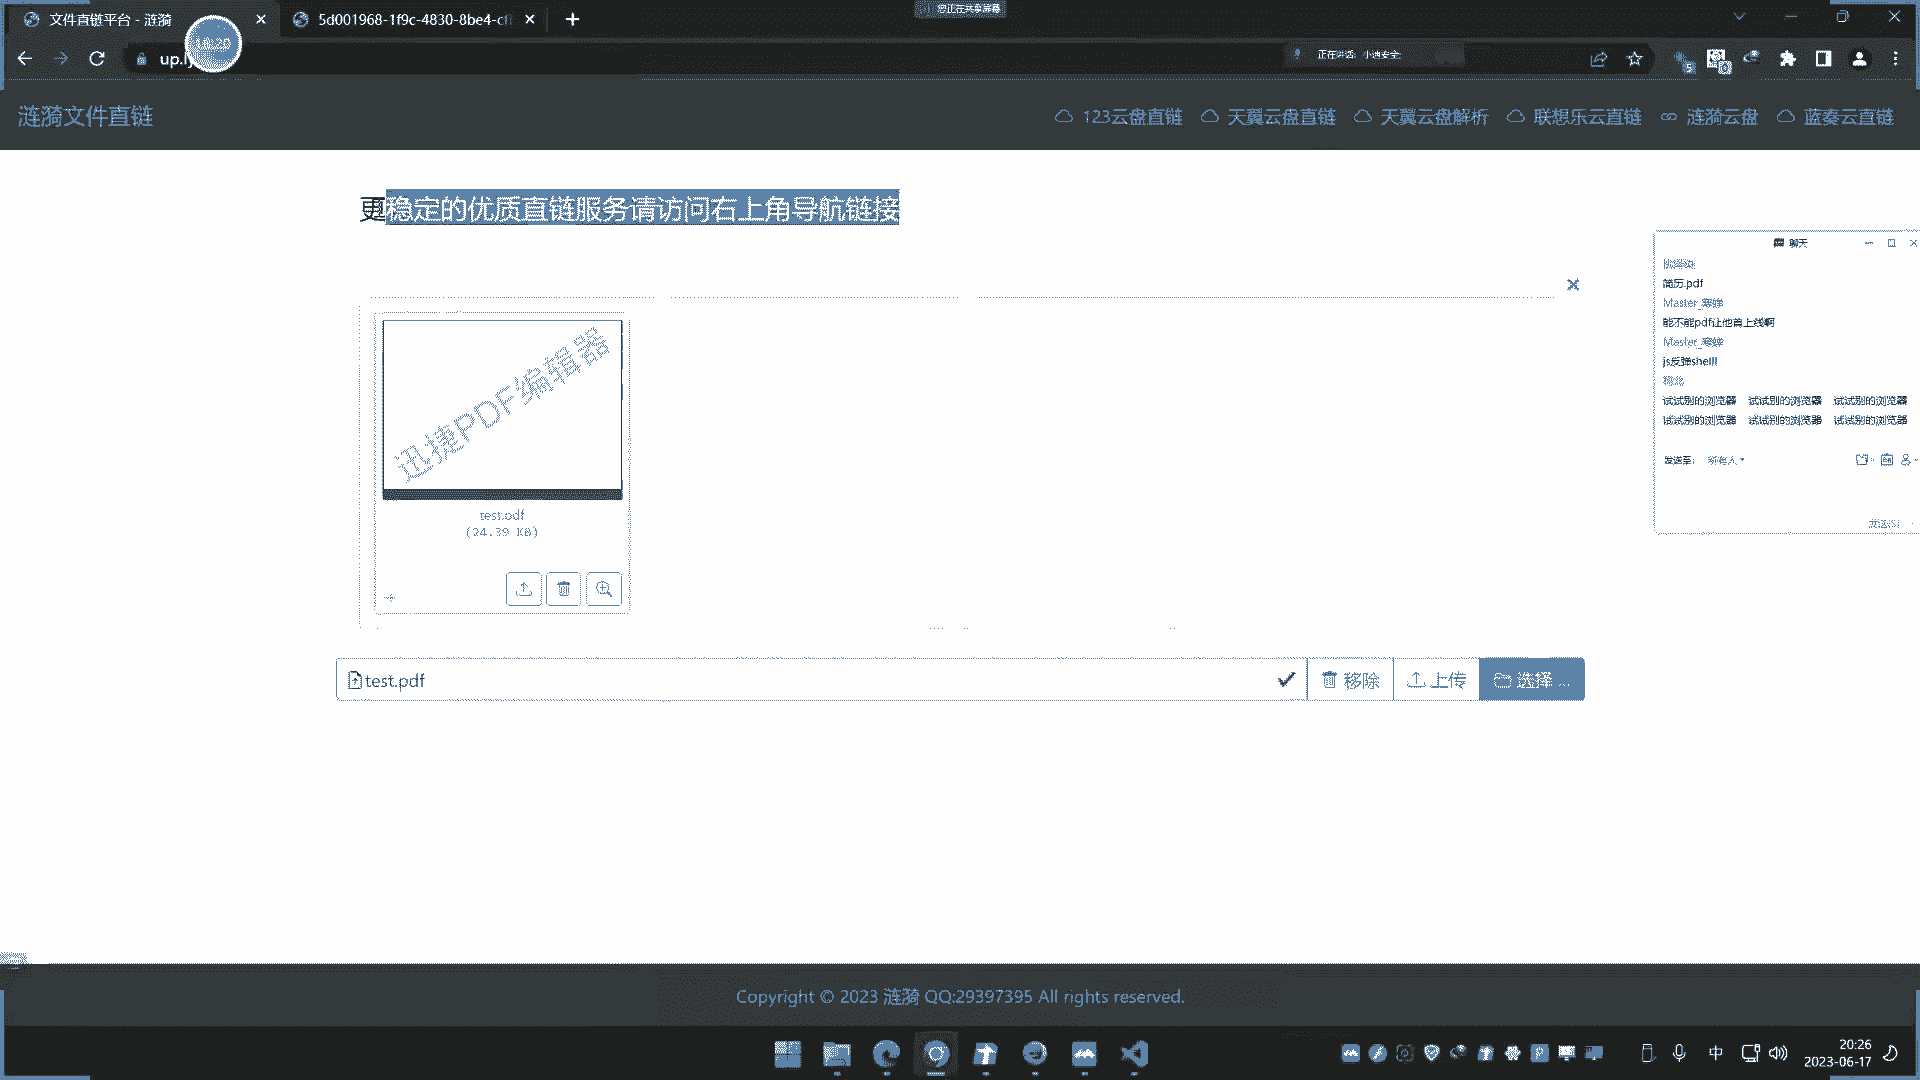 文件直链平台 - 涟漪
5d001968-1f9c-4830-8be4-cf
您正在共享屏幕
up.l
正在讲话: 小迪安全
5
涟漪文件直链
123云盘直链
天翼云盘直链
天翼云盘解析
联想乐云直链
涟漪云盘
蓝奏云直链
更稳定的优质直链服务请访问右上角导航链接
迅捷PDF编辑器
test.pdf
(24.39 KB)
聊天
简历.pdf
Master_寒蝉
能不能pdf让他直上线啊
Master_寒蝉
js反弹shelll
试试别的浏览器 试试别的浏览器 试试别的浏览器
试试别的浏览器 试试别的浏览器 试试别的浏览器
发送至: 所有人
test.pdf
移除
上传
选择 ...
Copyright © 2023 涟漪 QQ:29397395 All rights reserved.
中
20:26
2023-06-17